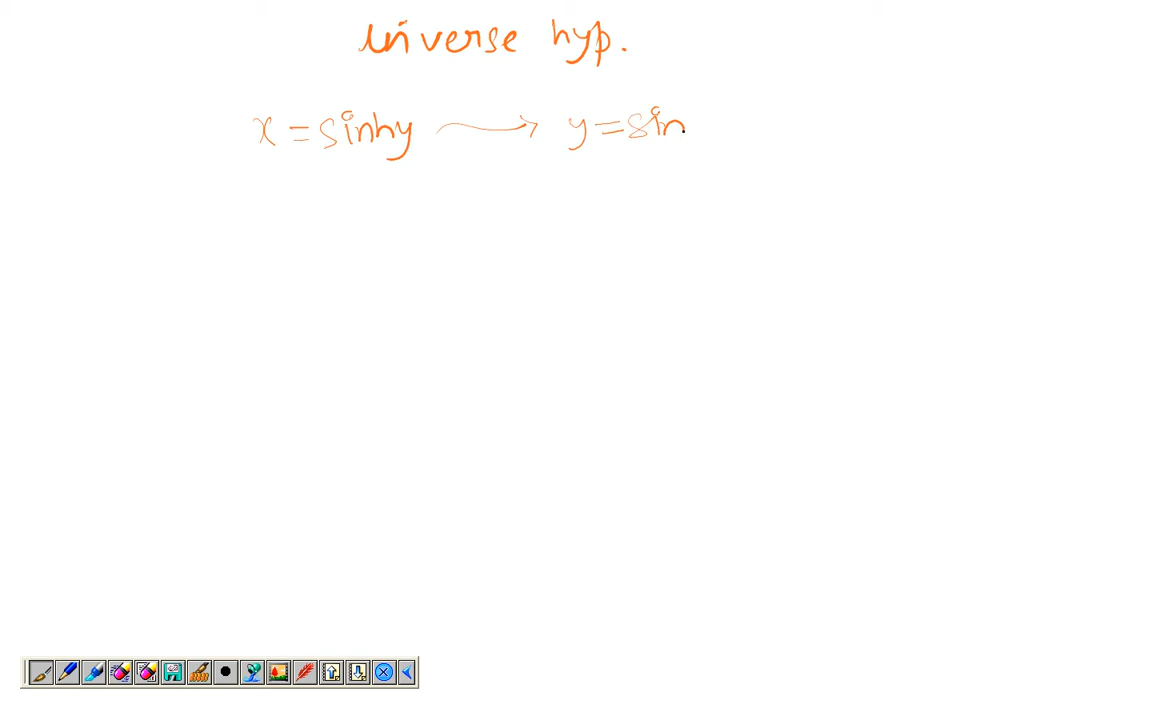 inverse hyp.
x = sinhy → y = sin